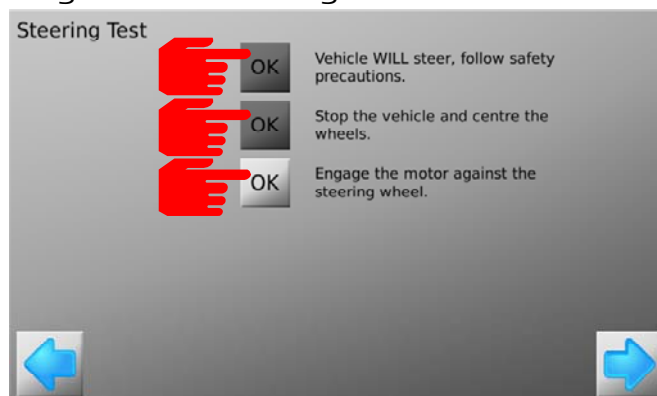 Steering Test
OK
Vehicle WILL steer, follow safety
precautions.
OK
Stop the vehicle and centre the
wheels.
OK
Engage the motor against the
steering wheel.